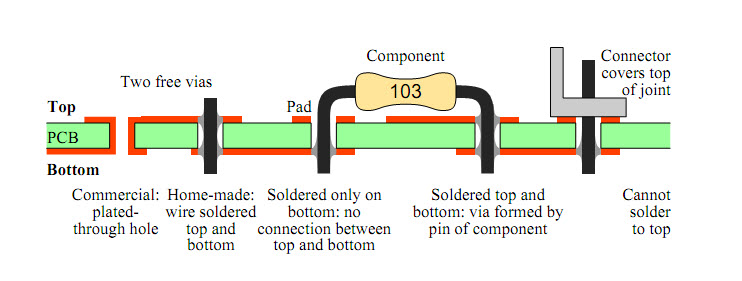 Component
Connector
covers top
of joint
Two free vias
103
Top
Pad
PCB
Bottom
Commercial:
plated-
through hole
Home-made:
wire soldered
top and
bottom
Soldered only on
bottom: no
connection between
top and bottom
Soldered top and
bottom: via formed by
pin of component
Cannot
solder
to top